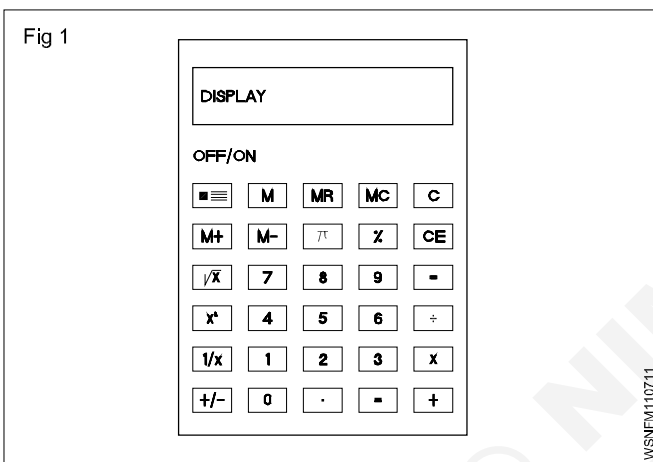 Fig 1
DISPLAY
OFF/ON
M MR MC C
M+ M- π % CE
√x 7 8 9 -
4 5 6 ÷
1/x 1 2 3 x
+/- 0 . = +
© NI
WSNFM110711